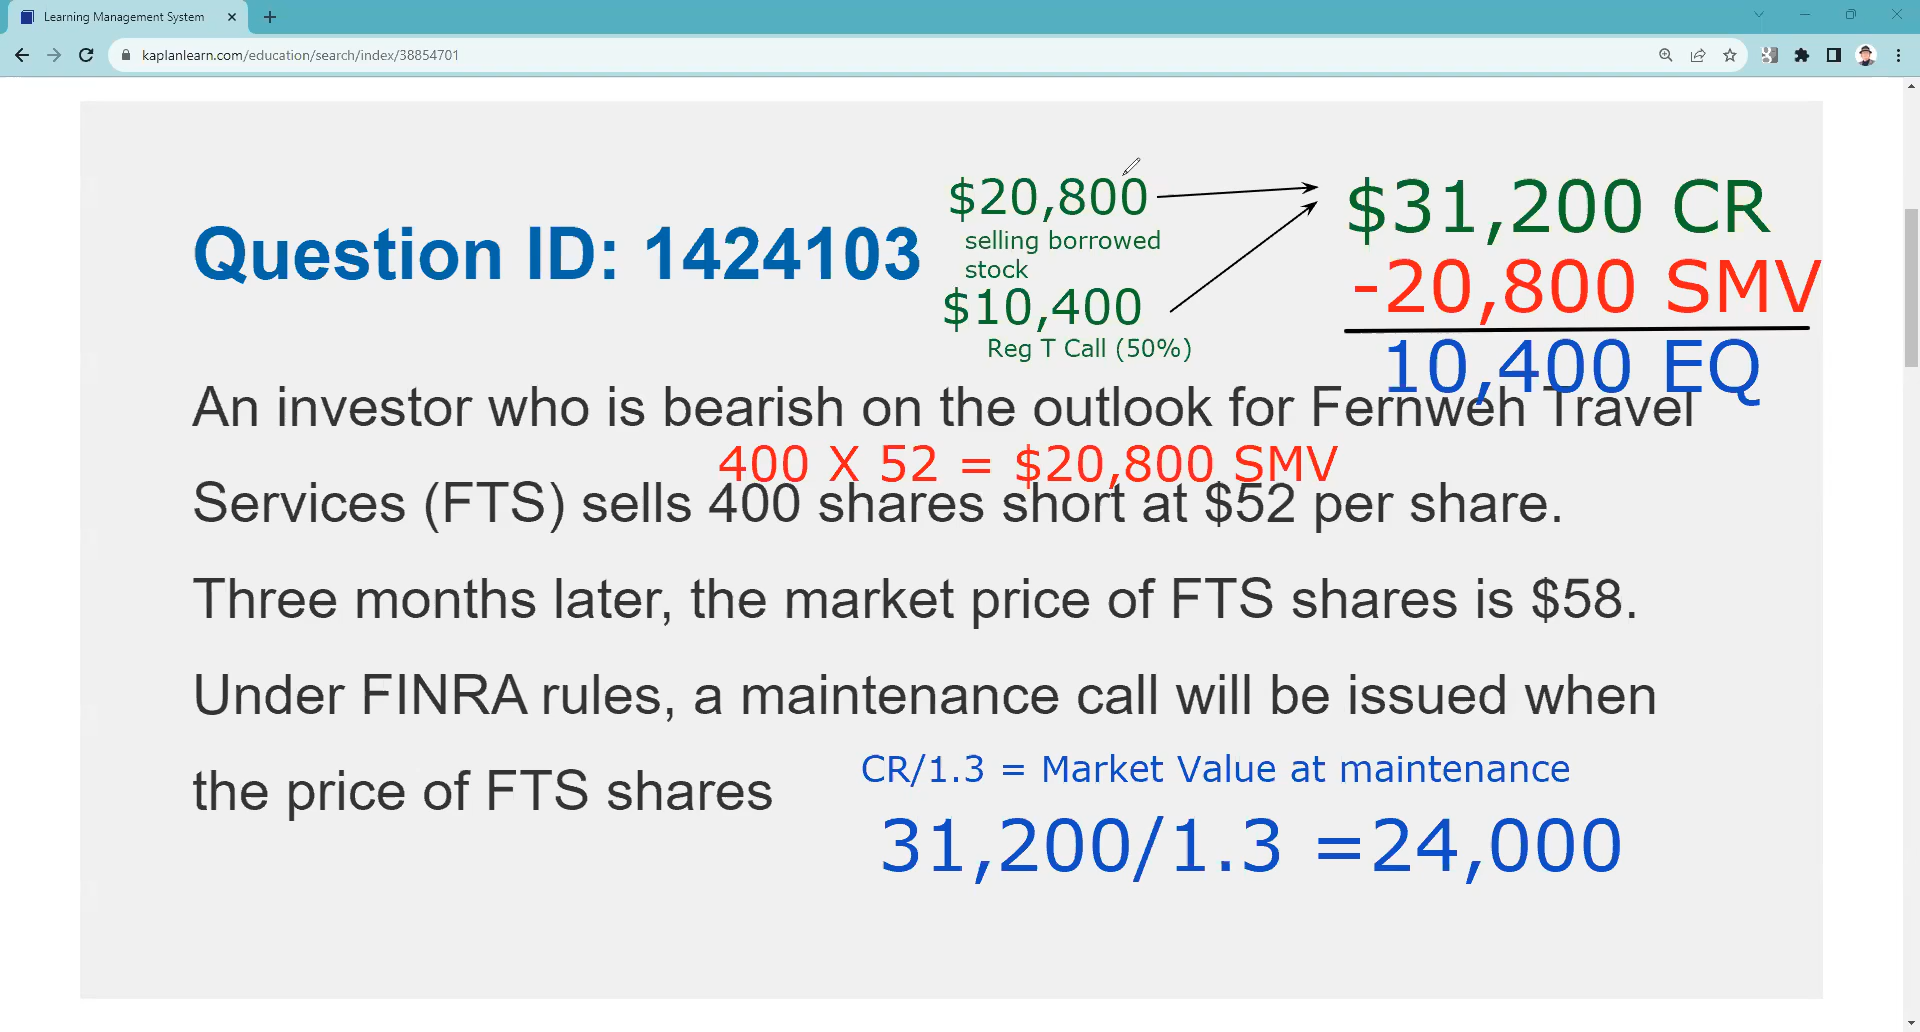 Learning Management System
kaplanlearn.com/education/search/index/38854701
Question ID: 1424103
$20,800
selling borrowed
stock
$10,400
Reg T Call (50%)
$31,200 CR
-20,800 SMV
10,400 EQ
An investor who is bearish on the outlook for Fernweh Travel
400 X 52 = $20,800 SMV
Services (FTS) sells 400 shares short at $52 per share.
Three months later, the market price of FTS shares is $58.
Under FINRA rules, a maintenance call will be issued when
the price of FTS shares
CR/1.3 = Market Value at maintenance
31,200/1.3 =24,000